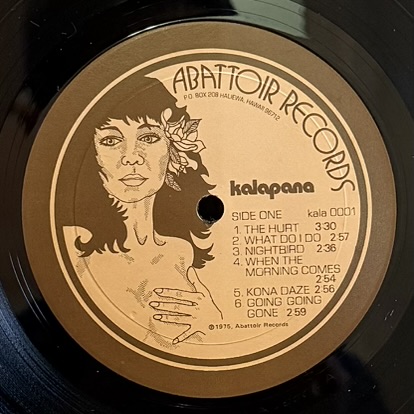 ABATTOIR RECORDS
P.O. BOX 208 HALIEWA, HAWAII 96712
kalapana
SIDE ONE kala 0001
1. THE HURT 3:30
2. WHAT DO I DO 2:57
3. NIGHTBIRD 2:36
4. WHEN THE
MORNING COMES
2:54
5. KONA DAZE 2:56
6 GOING GOING
GONE 2:59
℗ 1975, Abattoir Records